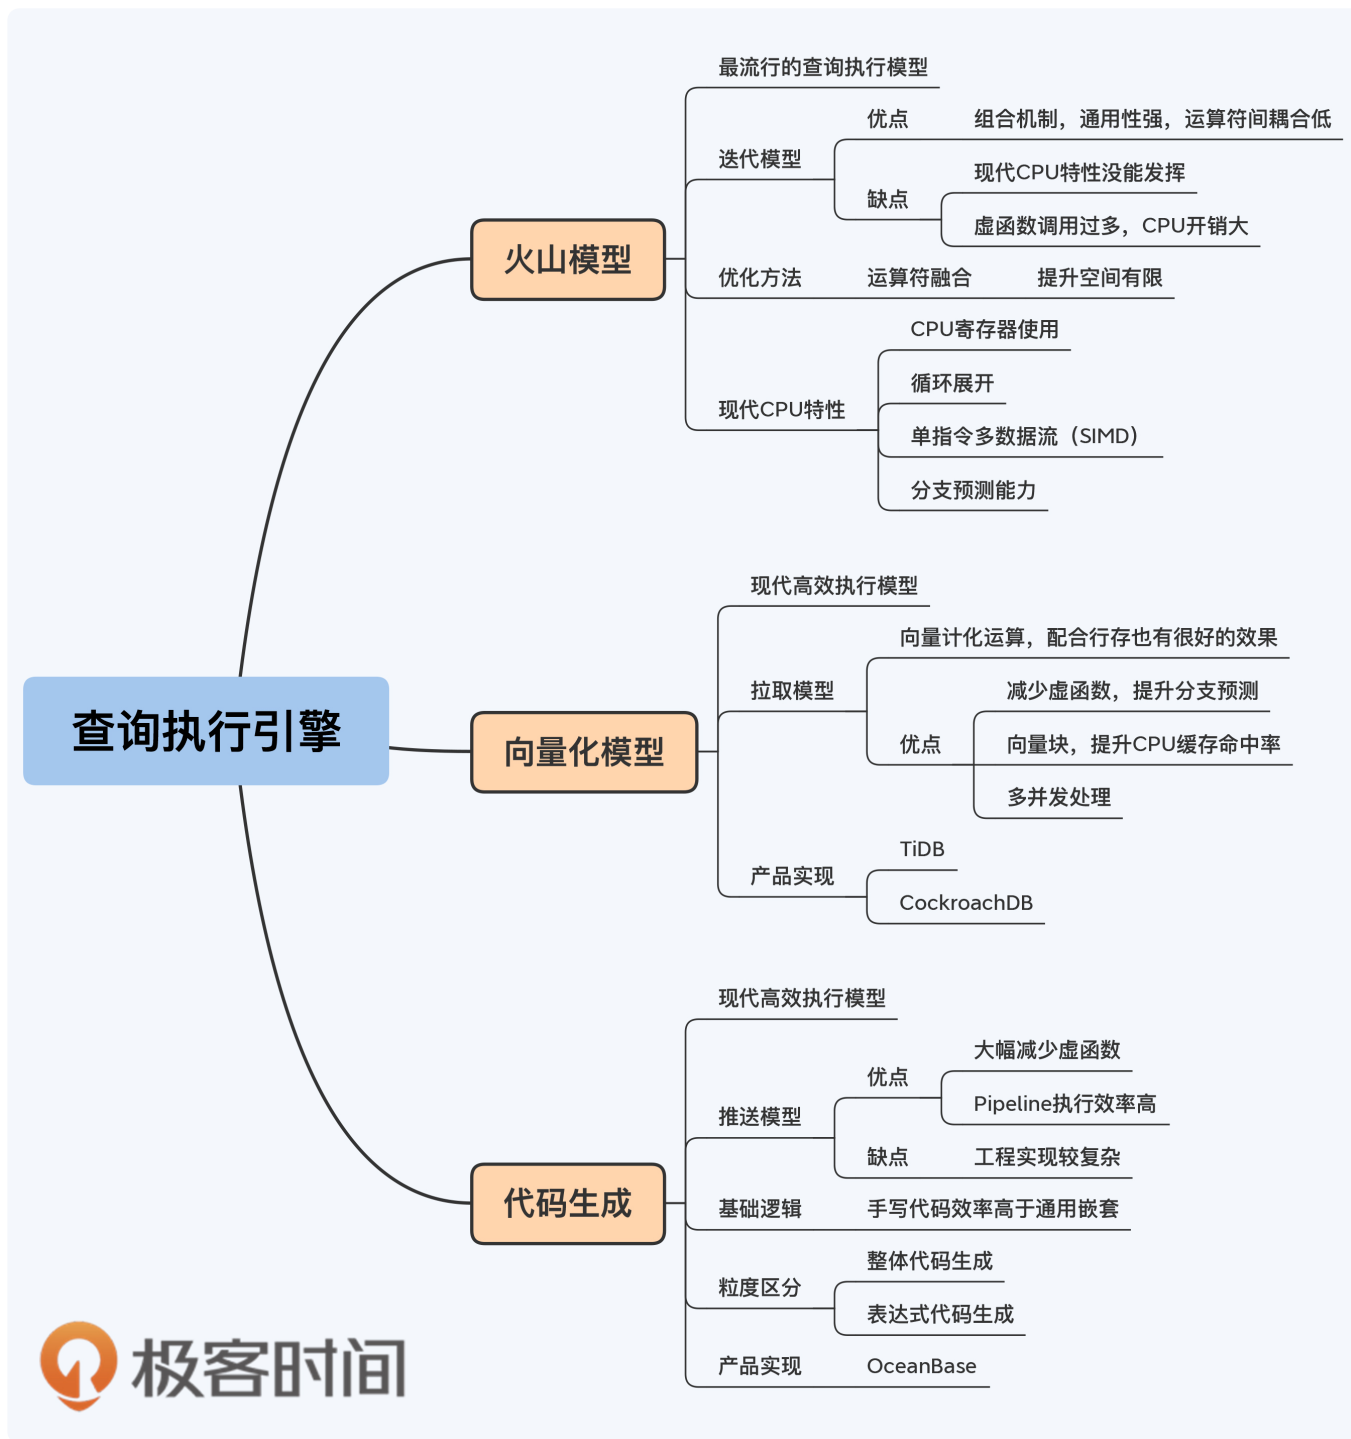 查询执行引擎
火山模型
最流行的查询执行模型
迭代模型
优点
组合机制，通用性强，运算符间耦合低
缺点
现代CPU特性没能发挥
虚函数调用过多，CPU开销大
优化方法
运算符融合
提升空间有限
现代CPU特性
CPU寄存器使用
循环展开
单指令多数据流（SIMD）
分支预测能力
向量化模型
现代高效执行模型
拉取模型
向量计化运算，配合行存也有很好的效果
优点
减少虚函数，提升分支预测
向量块，提升CPU缓存命中率
多并发处理
产品实现
TiDB
CockroachDB
代码生成
现代高效执行模型
推送模型
优点
大幅减少虚函数
Pipeline执行效率高
缺点
工程实现较复杂
基础逻辑
手写代码效率高于通用嵌套
粒度区分
整体代码生成
表达式代码生成
产品实现
OceanBase
极客时间